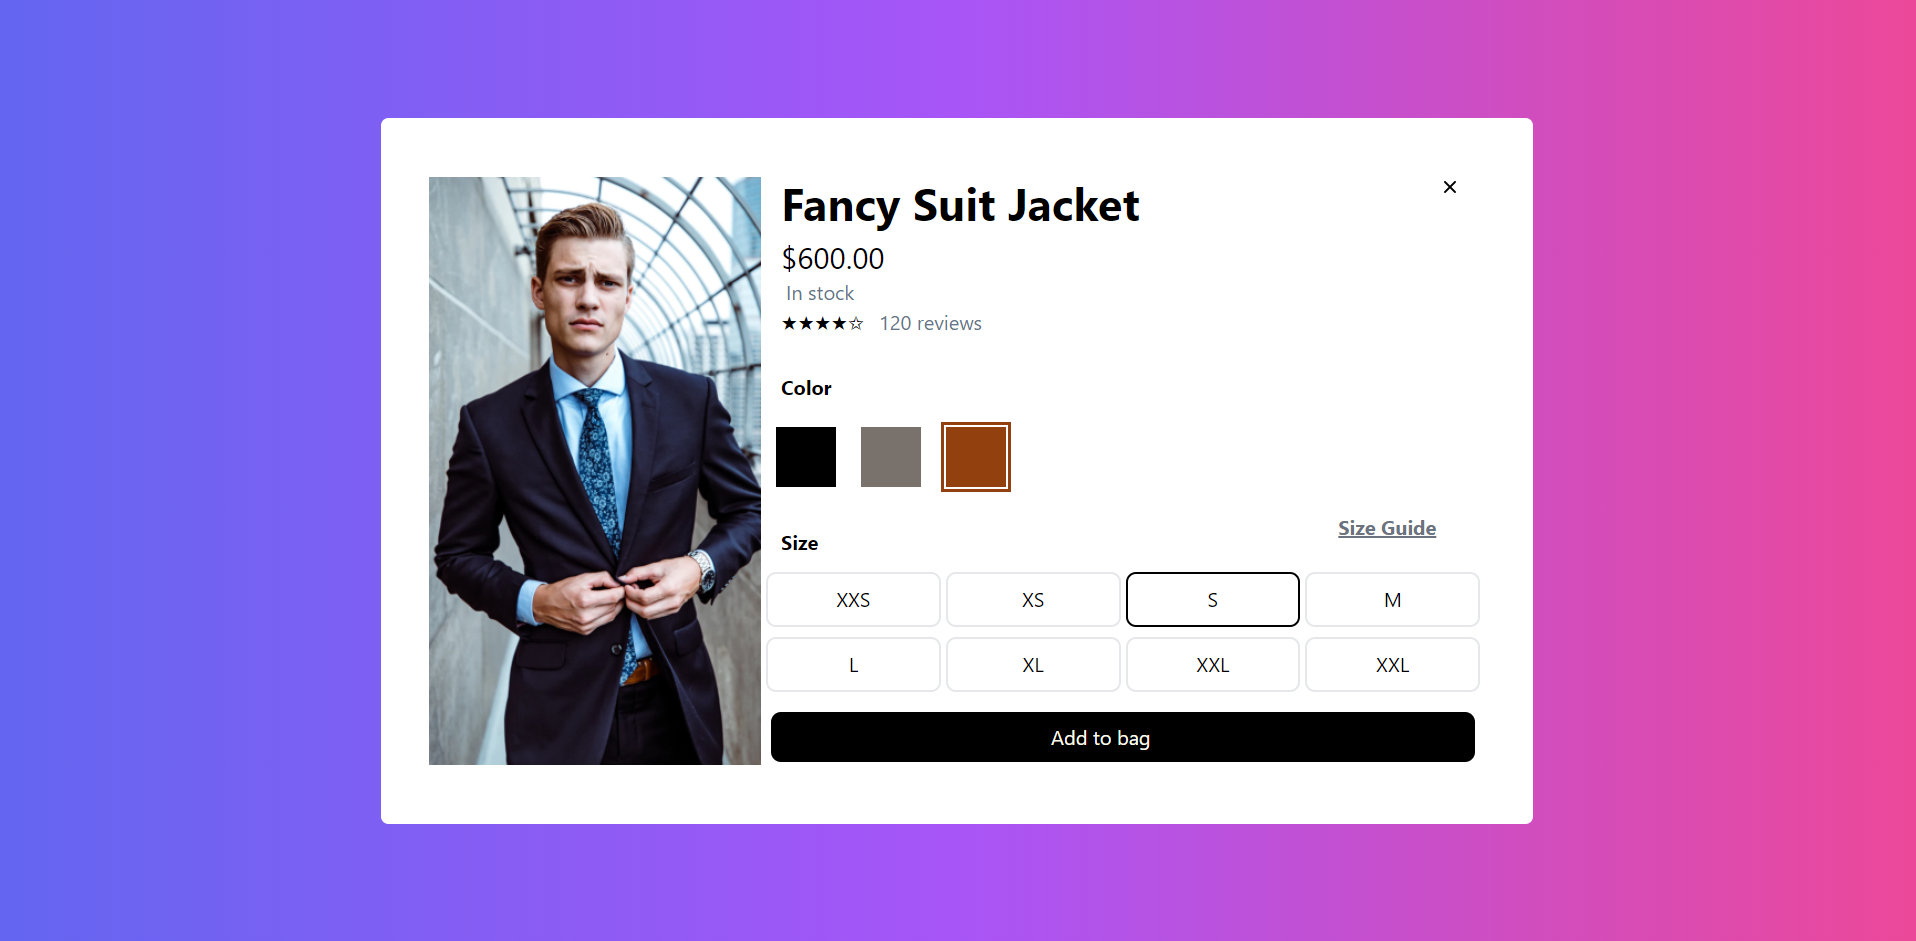 Fancy Suit Jacket
$600.00
In stock
★★★★☆ 120 reviews
Color
Size Guide
Size
XXS XS S M
L XL XXL XXL
Add to bag